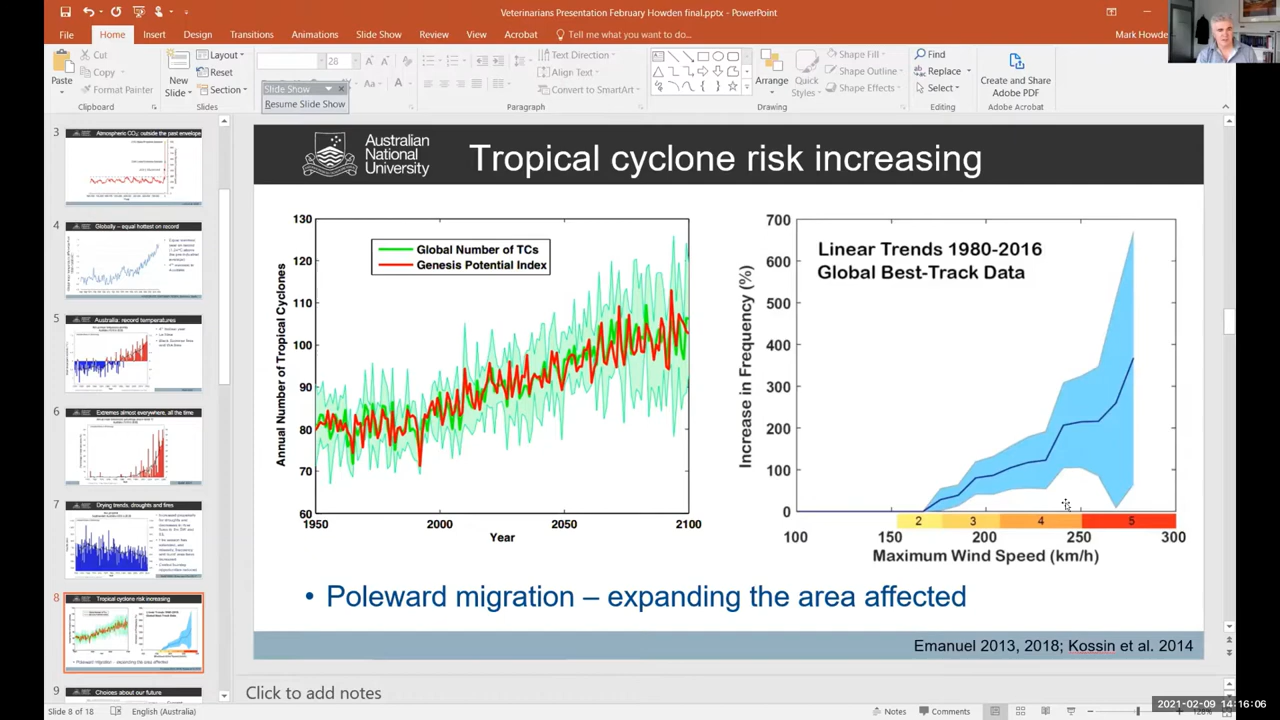 Veterinarians Presentation February Howden final.pptx - PowerPoint
File Home Insert Design Transitions Animations Slide Show Review View Acrobat Tell me what you want to do... Mark Howde
Paste
Cut
Copy
Format Painter
Clipboard
New Slide
Layout
Reset
Section
Slides
28
Slide Show
Resume Slide Show
Aa
A
Text Direction
Align Text
Convert to SmartArt
Paragraph
Arrange
Quick Styles
Shape Fill
Shape Outline
Shape Effects
Drawing
Find
Replace
Select
Editing
Create and Share Adobe PDF
Adobe Acrobat
3
Atmospheric CO₂: outside the past envelope
4
Globally – equal hottest on record
5
Australia: record temperatures
6
Extremes almost everywhere, all the time
7
Drying trends, droughts and fires
8
Tropical cyclone risk increasing
Poleward migration – expanding the area affected
9
Choices about our future
Australian
National
University
Tropical cyclone risk increasing
130
120
110
100
90
80
70
60
Annual Number of Tropical Cyclones
Global Number of TCs
Genesis Potential Index
1950 2000 2050 2100
Year
700
600
500
400
300
200
100
0
Increase in Frequency (%)
Linear Trends 1980-2016
Global Best-Track Data
2 3 5
100 150 200 250 300
Maximum Wind Speed (km/h)
• Poleward migration – expanding the area affected
Emanuel 2013, 2018; Kossin et al. 2014
Click to add notes
Slide 8 of 18
English (Australia)
Notes
Comments
2021-02-09 14:16:06